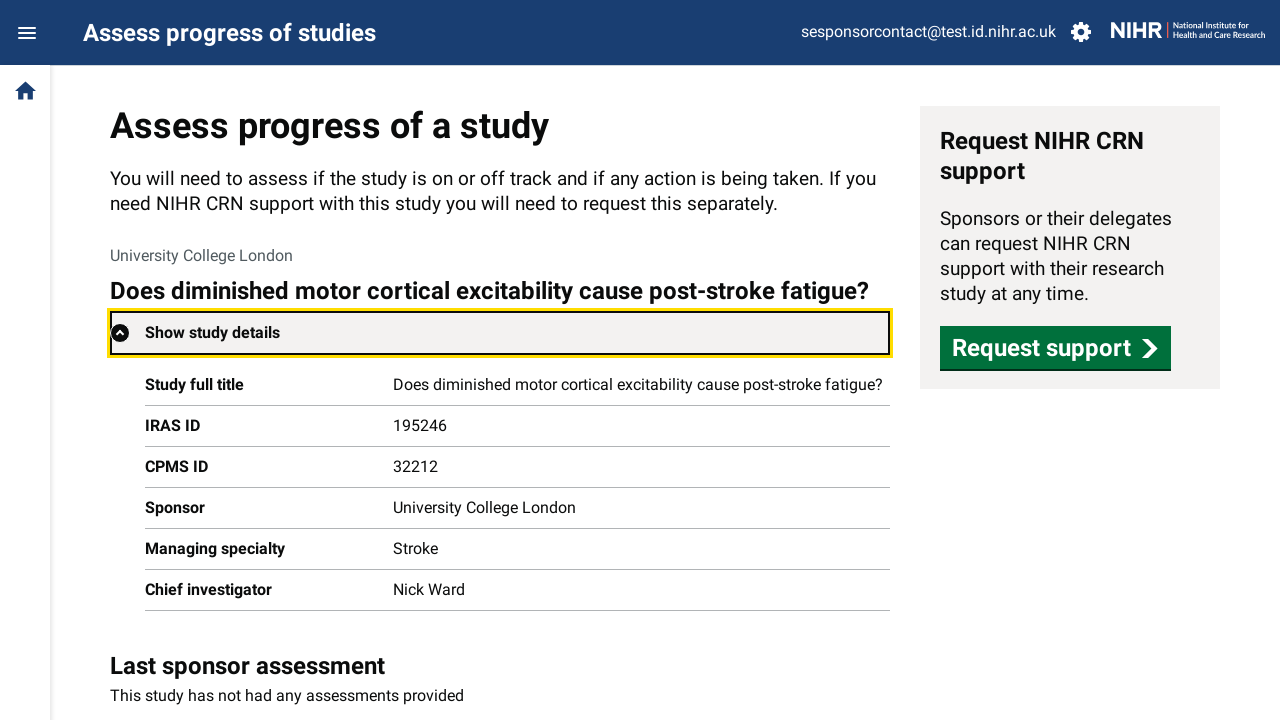 Assess progress of studies
sesponsorcontact@test.id.nihr.ac.uk
NIHR
National Institute for
Health and Care Research
Assess progress of a study
You will need to assess if the study is on or off track and if any action is being taken. If you
need NIHR CRN support with this study you will need to request this separately.
University College London
Does diminished motor cortical excitability cause post-stroke fatigue?
Show study details
Study full title Does diminished motor cortical excitability cause post-stroke fatigue?
IRAS ID 195246
CPMS ID 32212
Sponsor University College London
Managing specialty Stroke
Chief investigator Nick Ward
Last sponsor assessment
This study has not had any assessments provided
Request NIHR CRN
support
Sponsors or their delegates
can request NIHR CRN
support with their research
study at any time.
Request support